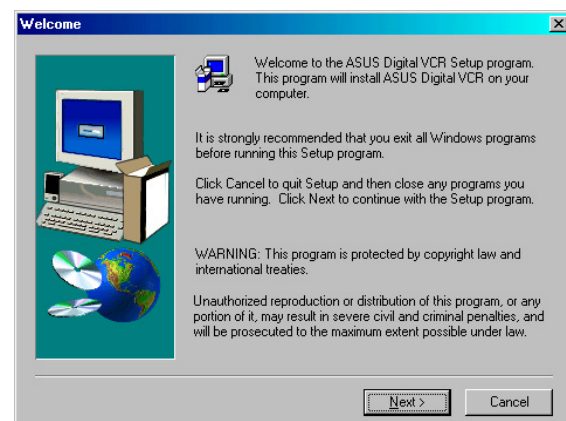 Welcome
Welcome to the ASUS Digital VCR Setup program.
This program will install ASUS Digital VCR on your
computer.
It is strongly recommended that you exit all Windows programs
before running this Setup program.
Click Cancel to quit Setup and then close any programs you
have running. Click Next to continue with the Setup program.
WARNING: This program is protected by copyright law and
international treaties.
Unauthorized reproduction or distribution of this program, or any
portion of it, may result in severe civil and criminal penalties, and
will be prosecuted to the maximum extent possible under law.
Next >
Cancel